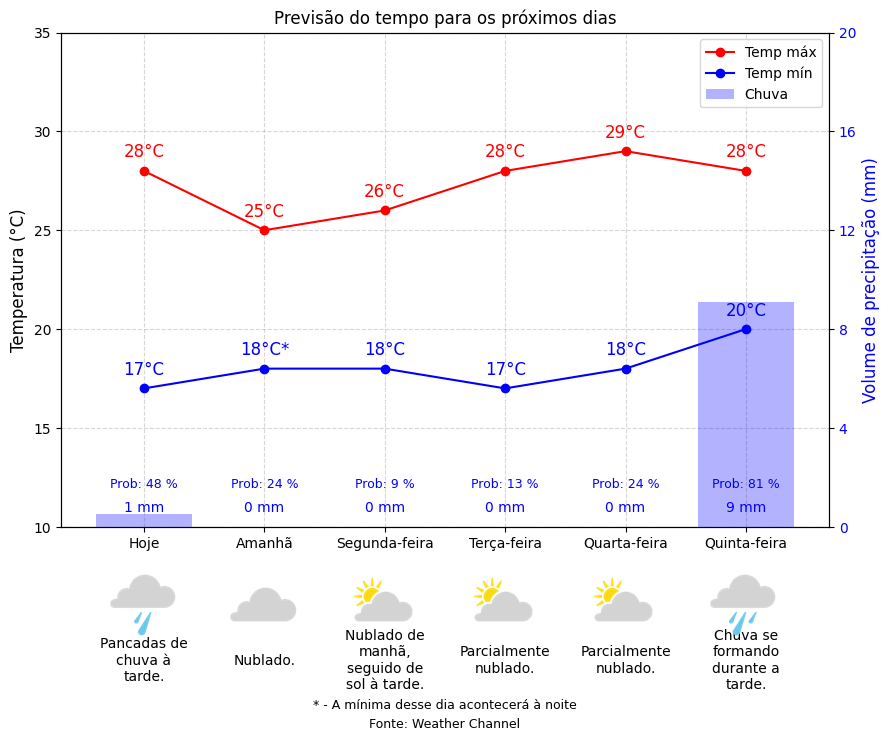 Previsão do tempo para os próximos dias
Temp máx
Temp mín
Chuva
Temperatura (°C)
35
30
25
20
15
10
Volume de precipitação (mm)
20
16
12
8
4
0
28°C
25°C
26°C
28°C
29°C
28°C
17°C
18°C*
18°C
17°C
18°C
20°C
Prob: 48 %
Prob: 24 %
Prob: 9 %
Prob: 13 %
Prob: 24 %
Prob: 81 %
1 mm
0 mm
0 mm
0 mm
0 mm
9 mm
Hoje
Amanhã
Segunda-feira
Terça-feira
Quarta-feira
Quinta-feira
Pancadas de
chuva à
tarde.
Nublado.
Nublado de
manhã,
seguido de
sol à tarde.
Parcialmente
nublado.
Parcialmente
nublado.
Chuva se
formando
durante a
tarde.
* - A mínima desse dia acontecerá à noite
Fonte: Weather Channel